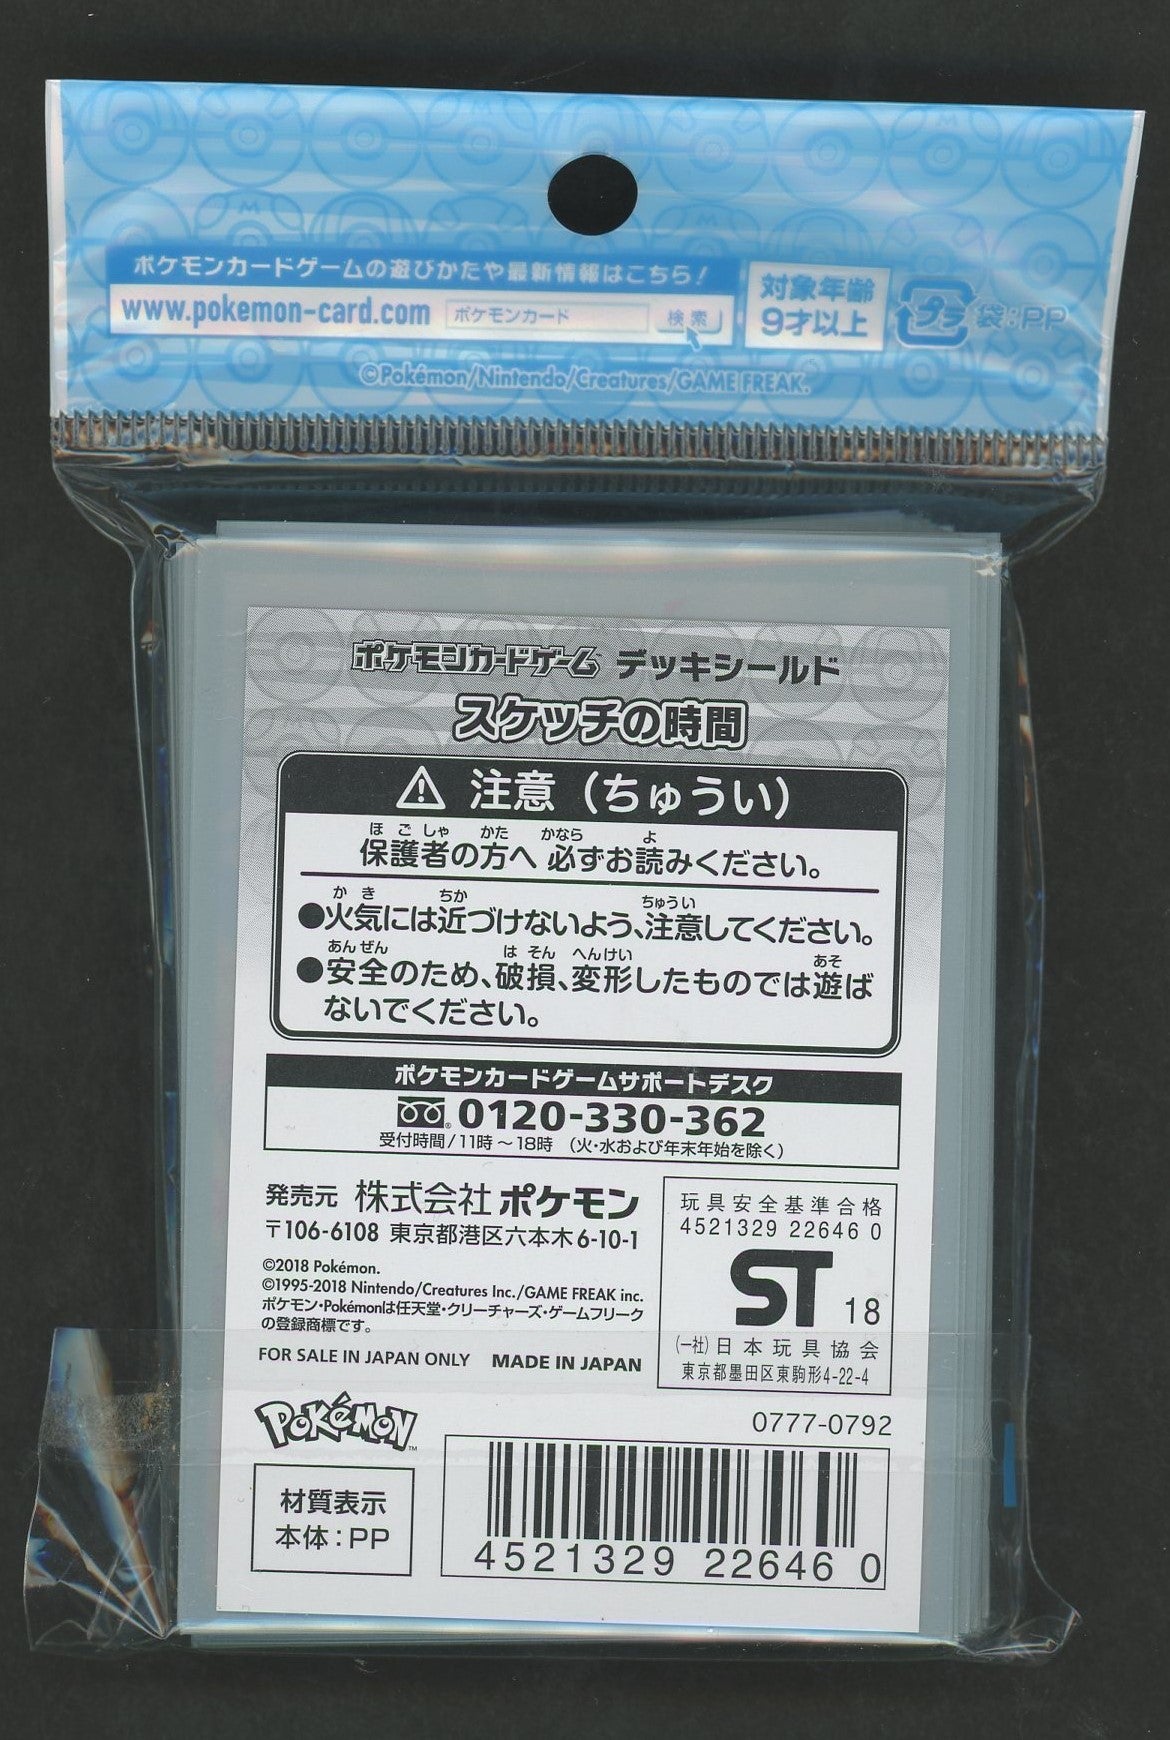 ポケモンカードゲームの遊びかたや最新情報はこちら!
www.pokemon-card.com ポケモンカード 検索
対象年齢
9才以上
プラ 袋:PP
©Pokémon/Nintendo/Creatures/GAME FREAK.
ポケモンカードゲーム デッキシールド
スケッチの時間
注意(ちゅうい)
ほごしゃ かた かなら よ
保護者の方へ 必ずお読みください。
かき ちか ちゅうい
●火気には近づけないよう、注意してください。
あんぜん はそん へんけい あそ
●安全のため、破損、変形したものでは遊ば
ないでください。
ポケモンカードゲームサポートデスク
0120-330-362
受付時間/11時～18時 (火・水および年末年始を除く)
発売元 株式会社ポケモン
〒106-6108 東京都港区六本木6-10-1
©2018 Pokémon.
©1995-2018 Nintendo/Creatures Inc./GAME FREAK inc.
ポケモン・Pokémonは任天堂・クリーチャーズ・ゲームフリーク
の登録商標です。
FOR SALE IN JAPAN ONLY MADE IN JAPAN
玩具安全基準合格
4521329 22646 0
ST 18
(一社)日本玩具協会
東京都墨田区東駒形4-22-4
POKéMON™
材質表示
本体:PP
0777-0792
4521329 22646 0